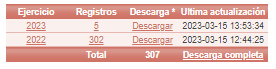 Ejercicio Registros Descarga * Ultima actualización
2023 5 Descargar 2023-03-15 13:53:34
2022 302 Descargar 2023-03-15 12:44:25
Total 307 Descarga completa